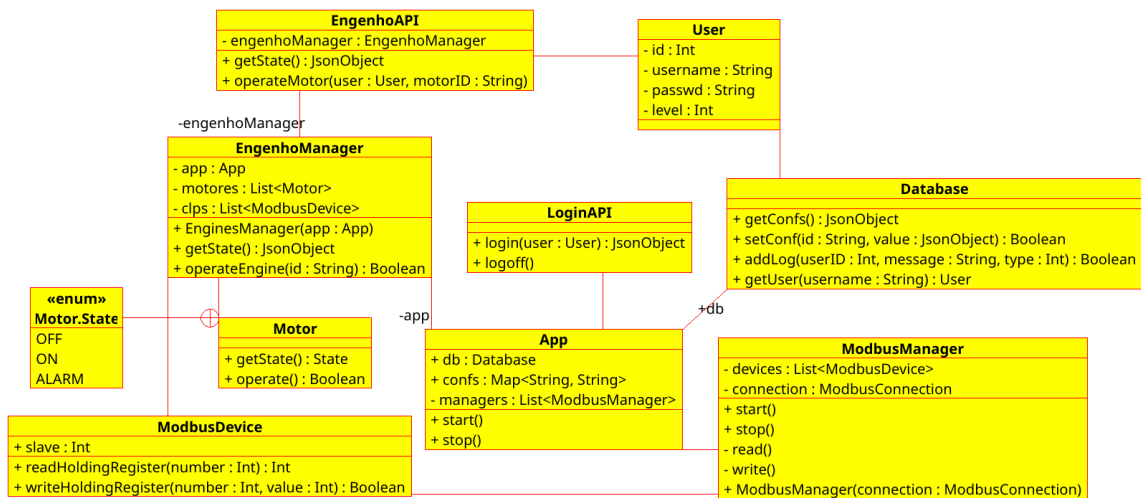 EngenhoAPI
- engenhoManager : EngenhoManager
+ getState() : JsonObject
+ operateMotor(user : User, motorID : String)
User
- id : Int
- username : String
- passwd : String
- level : Int
-engenhoManager
EngenhoManager
- app : App
- motores : List<Motor>
- clps : List<ModbusDevice>
+ EnginesManager(app : App)
+ getState() : JsonObject
+ operateEngine(id : String) : Boolean
LoginAPI
+ login(user : User) : JsonObject
+ logoff()
Database
+ getConfs() : JsonObject
+ setConf(id : String, value : JsonObject) : Boolean
+ addLog(userID : Int, message : String, type : Int) : Boolean
+ getUser(username : String) : User
«enum»
Motor.State
OFF
ON
ALARM
Motor
+ getState() : State
+ operate() : Boolean
-app
+db
App
+ db : Database
+ confs : Map<String, String>
- managers : List<ModbusManager>
+ start()
+ stop()
ModbusManager
- devices : List<ModbusDevice>
- connection : ModbusConnection
+ start()
+ stop()
- read()
- write()
+ ModbusManager(connection : ModbusConnection)
ModbusDevice
+ slave : Int
+ readHoldingRegister(number : Int) : Int
+ writeHoldingRegister(number : Int, value : Int) : Boolean